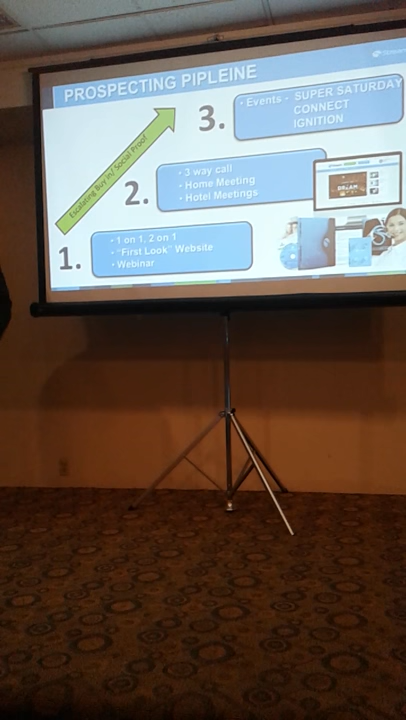 PROSPECTING PIPLEINE
3.
• Events - SUPER SATURDAY
CONNECT
IGNITION
Escalating Buy in/ Social Proof
2.
• 3 way call
• Home Meeting
• Hotel Meetings
1.
• 1 on 1, 2 on 1
• "First Look" Website
• Webinar